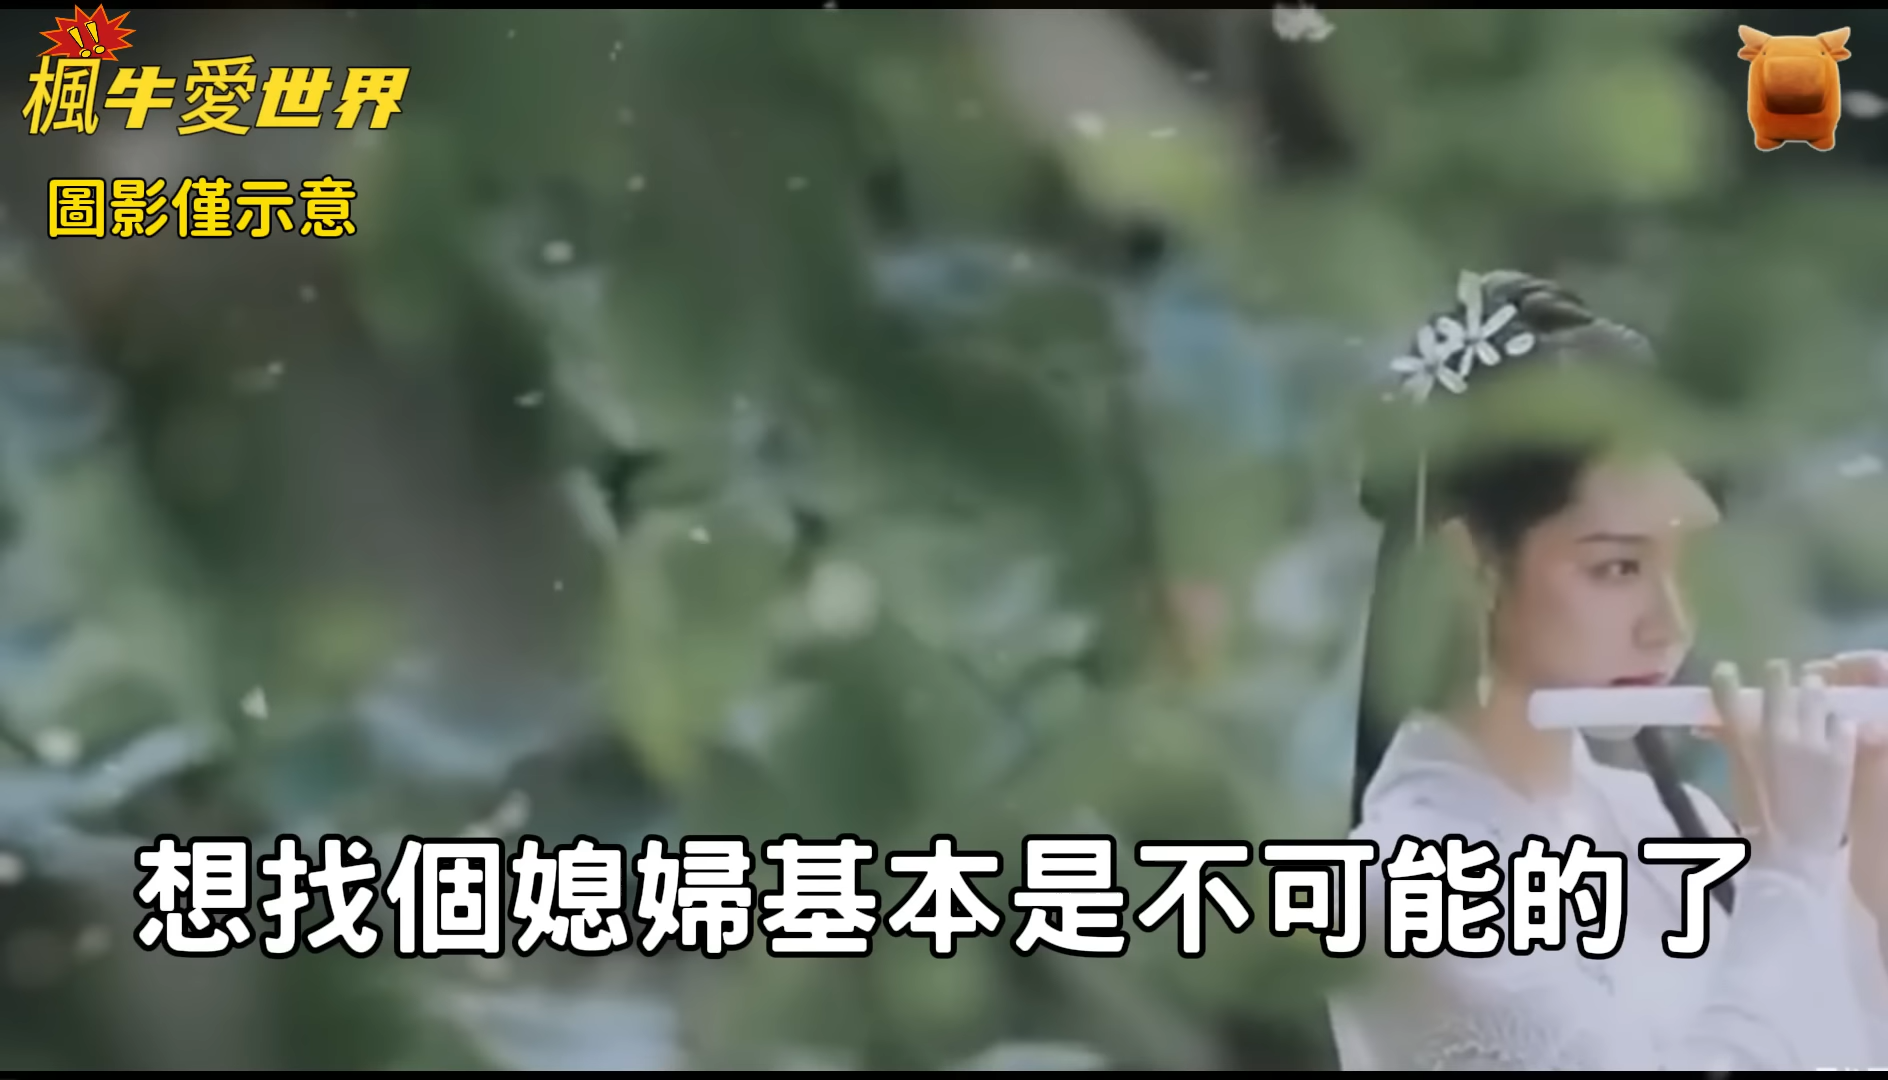 楓牛愛世界
圖影僅示意
想找個媳婦基本是不可能的了